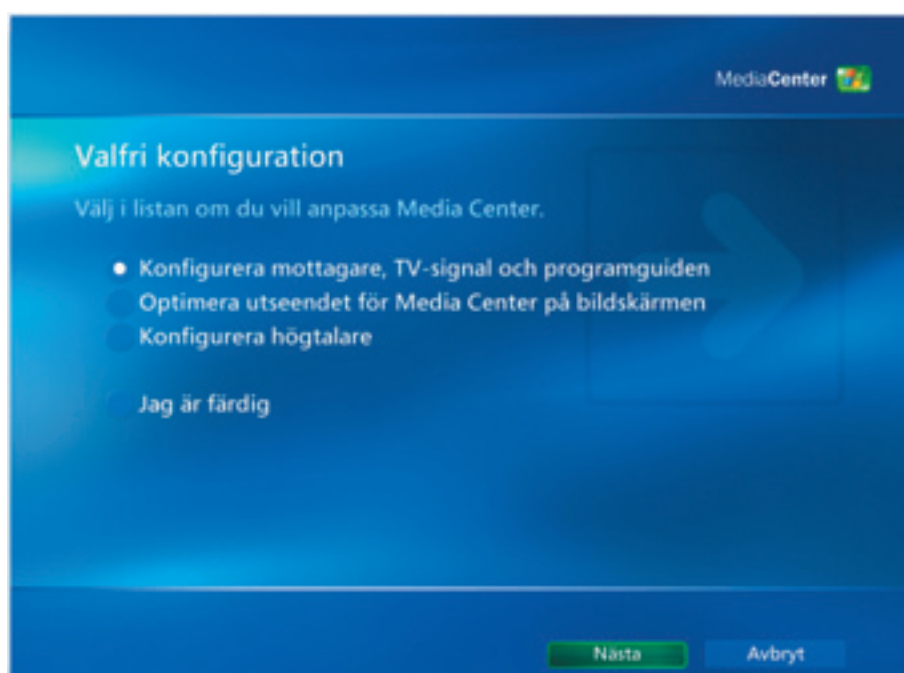 MediaCenter
Valfri konfiguration
Välj i listan om du vill anpassa Media Center.
Konfigurera mottagare, TV-signal och programguiden
Optimera utseendet för Media Center på bildskärmen
Konfigurera högtalare
Jag är färdig
Nästa Avbryt